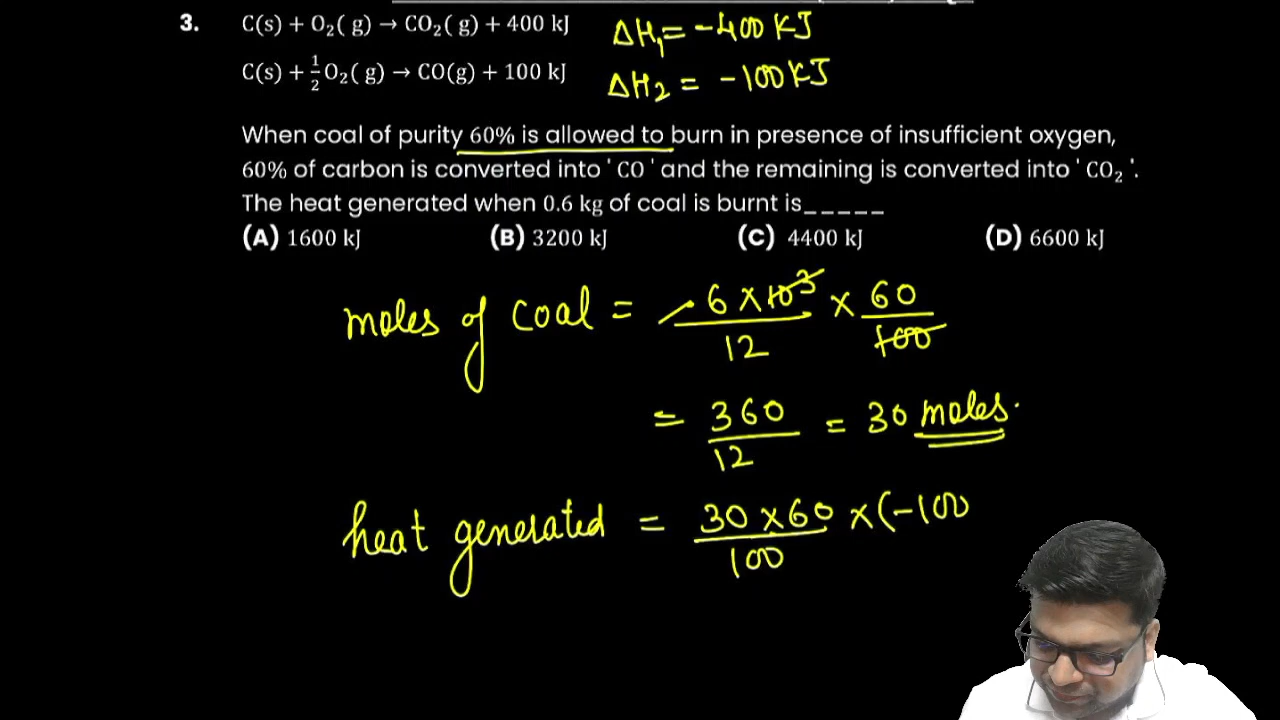 3. C(s) + O₂( g) → CO₂( g) + 400 kJ ΔH₁ = -400 KJ
C(s) + 1/2 O₂( g) → CO(g) + 100 kJ ΔH₂ = -100 KJ
When coal of purity 60% is allowed to burn in presence of insufficient oxygen,
60% of carbon is converted into ' CO ' and the remaining is converted into ' CO₂ '.
The heat generated when 0.6 kg of coal is burnt is_____
(A) 1600 kJ (B) 3200 kJ (C) 4400 kJ (D) 6600 kJ
moles of coal = .6 × 10³ / 12 × 60 / 100
= 360 / 12 = 30 moles.
heat generated = 30 × 60 / 100 × (-100